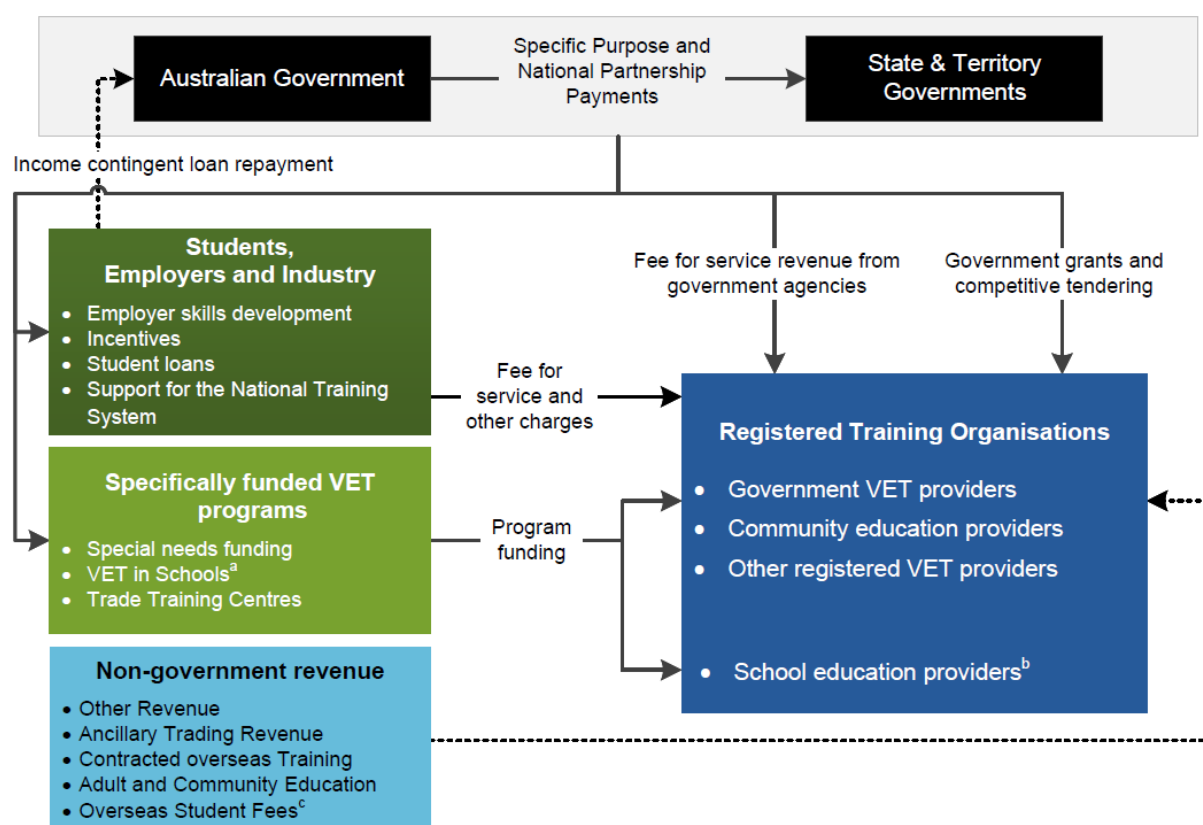 Australian Government
Specific Purpose and
National Partnership
Payments
State & Territory
Governments
Income contingent loan repayment
Students,
Employers and Industry
• Employer skills development
• Incentives
• Student loans
• Support for the National Training
System
Fee for service revenue from
government agencies
Government grants and
competitive tendering
Fee for
service and
other charges
Specifically funded VET
programs
• Special needs funding
• VET in Schoolsᵃ
• Trade Training Centres
Program
funding
Registered Training Organisations
• Government VET providers
• Community education providers
• Other registered VET providers
• School education providersᵇ
Non-government revenue
• Other Revenue
• Ancillary Trading Revenue
• Contracted overseas Training
• Adult and Community Education
• Overseas Student Feesᶜ